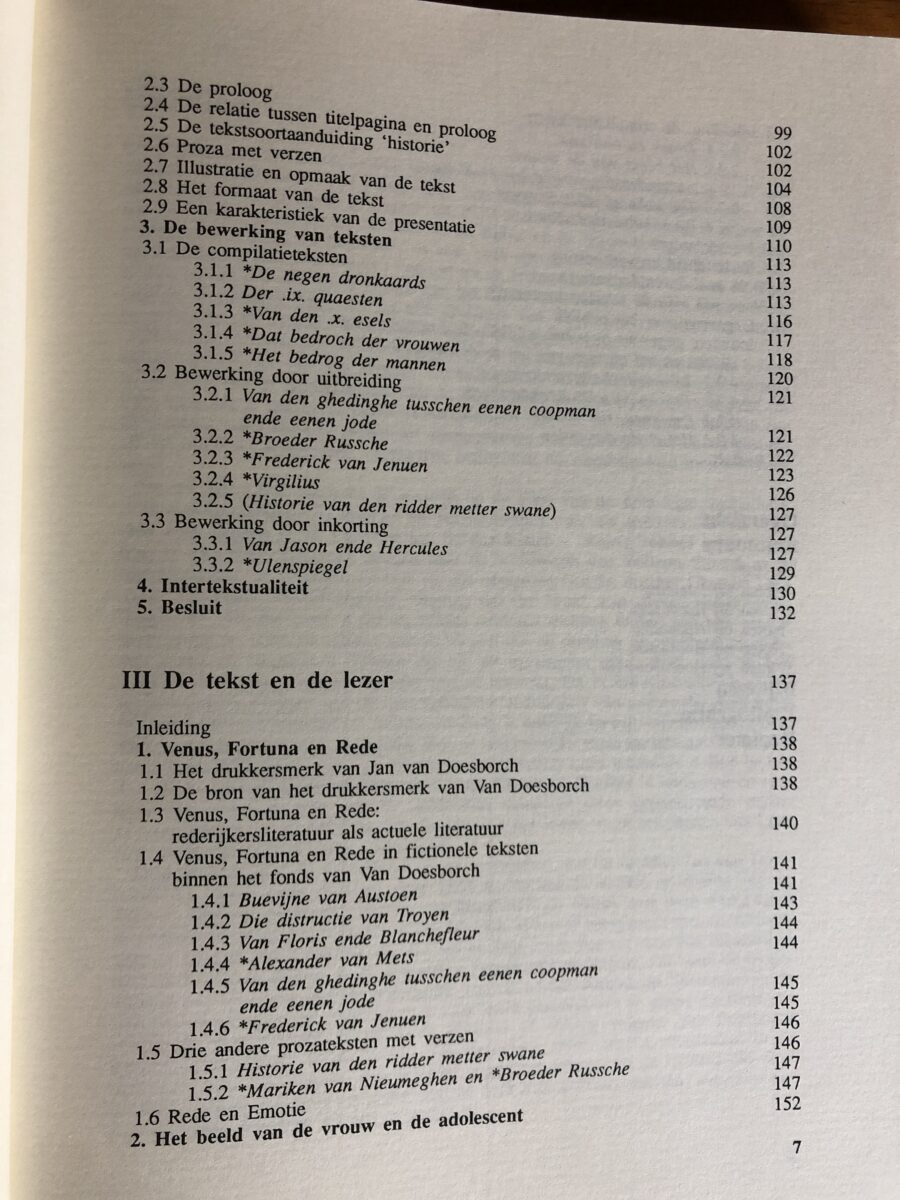 2.3 De proloog 99
2.4 De relatie tussen titelpagina en proloog 102
2.5 De tekstsoortaanduiding ‘historie’ 102
2.6 Proza met verzen 104
2.7 Illustratie en opmaak van de tekst 108
2.8 Het formaat van de tekst 109
2.9 Een karakteristiek van de presentatie 110
3. De bewerking van teksten 113
3.1 De compilatieteksten 113
3.1.1 *De negen dronkaards 113
3.1.2 Der .ix. quaesten 116
3.1.3 *Van den .x. esels 117
3.1.4 *Dat bedroch der vrouwen 118
3.1.5 *Het bedrog der mannen 120
3.2 Bewerking door uitbreiding 121
3.2.1 Van den ghedinghe tusschen eenen coopman
ende eenen jode 121
3.2.2 *Broeder Russche 122
3.2.3 *Frederick van Jenuen 123
3.2.4 *Virgilius 126
3.2.5 (Historie van den ridder metter swane) 127
3.3 Bewerking door inkorting 127
3.3.1 Van Jason ende Hercules 127
3.3.2 *Ulenspiegel 129
4. Intertekstualiteit 130
5. Besluit 132
III De tekst en de lezer 137
Inleiding 137
1. Venus, Fortuna en Rede 138
1.1 Het drukkersmerk van Jan van Doesborch 138
1.2 De bron van het drukkersmerk van Van Doesborch 138
1.3 Venus, Fortuna en Rede:
rederijkersliteratuur als actuele literatuur 140
1.4 Venus, Fortuna en Rede in fictionele teksten
binnen het fonds van Van Doesborch 141
1.4.1 Buevijne van Austoen 141
1.4.2 Die distructie van Troyen 143
1.4.3 Van Floris ende Blanchefleur 144
1.4.4 *Alexander van Mets 144
1.4.5 Van den ghedinghe tusschen eenen coopman
ende eenen jode 145
1.4.6 *Frederick van Jenuen 145
1.5 Drie andere prozateksten met verzen 146
1.5.1 Historie van den ridder metter swane 146
1.5.2 *Mariken van Nieumeghen en *Broeder Russche 147
1.6 Rede en Emotie 147
2. Het beeld van de vrouw en de adolescent 152
7